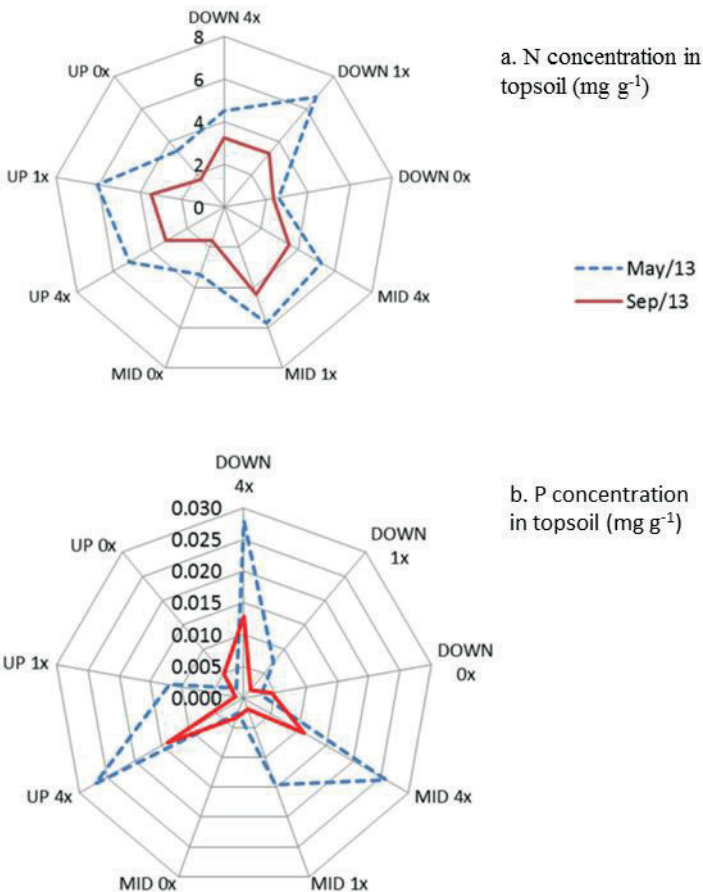 DOWN 4x
8
6
4
2
0
UP 0x
DOWN 1x
UP 1x
DOWN 0x
UP 4x
MID 4x
MID 0x
MID 1x
a. N concentration in
topsoil (mg g-1)
May/13
Sep/13
DOWN
4x
0.030
0.025
0.020
0.015
0.010
0.005
0.000
UP 0x
DOWN
1x
UP 1x
DOWN
0x
UP 4x
MID 4x
MID 0x
MID 1x
b. P concentration
in topsoil (mg g-1)